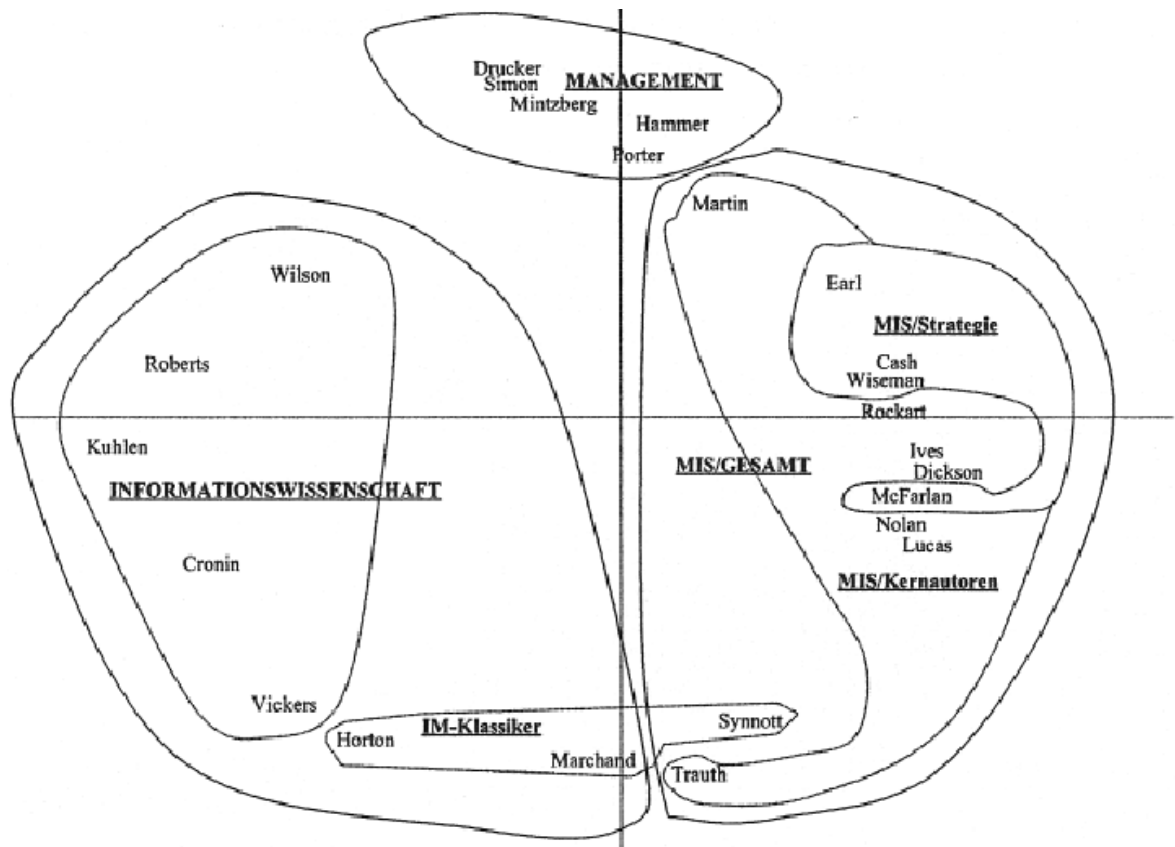 Drucker
Simon
MANAGEMENT
Mintzberg
Hammer
Porter
Martin
Wilson
Earl
MIS/Strategie
Roberts
Cash
Wiseman
Rockart
Kuhlen
Ives
MIS/GESAMT
Dickson
INFORMATIONSWISSENSCHAFT
McFarlan
Nolan
Lucas
Cronin
MIS/Kernautoren
Vickers
Synnott
IM-Klassiker
Horton
Marchand
Trauth